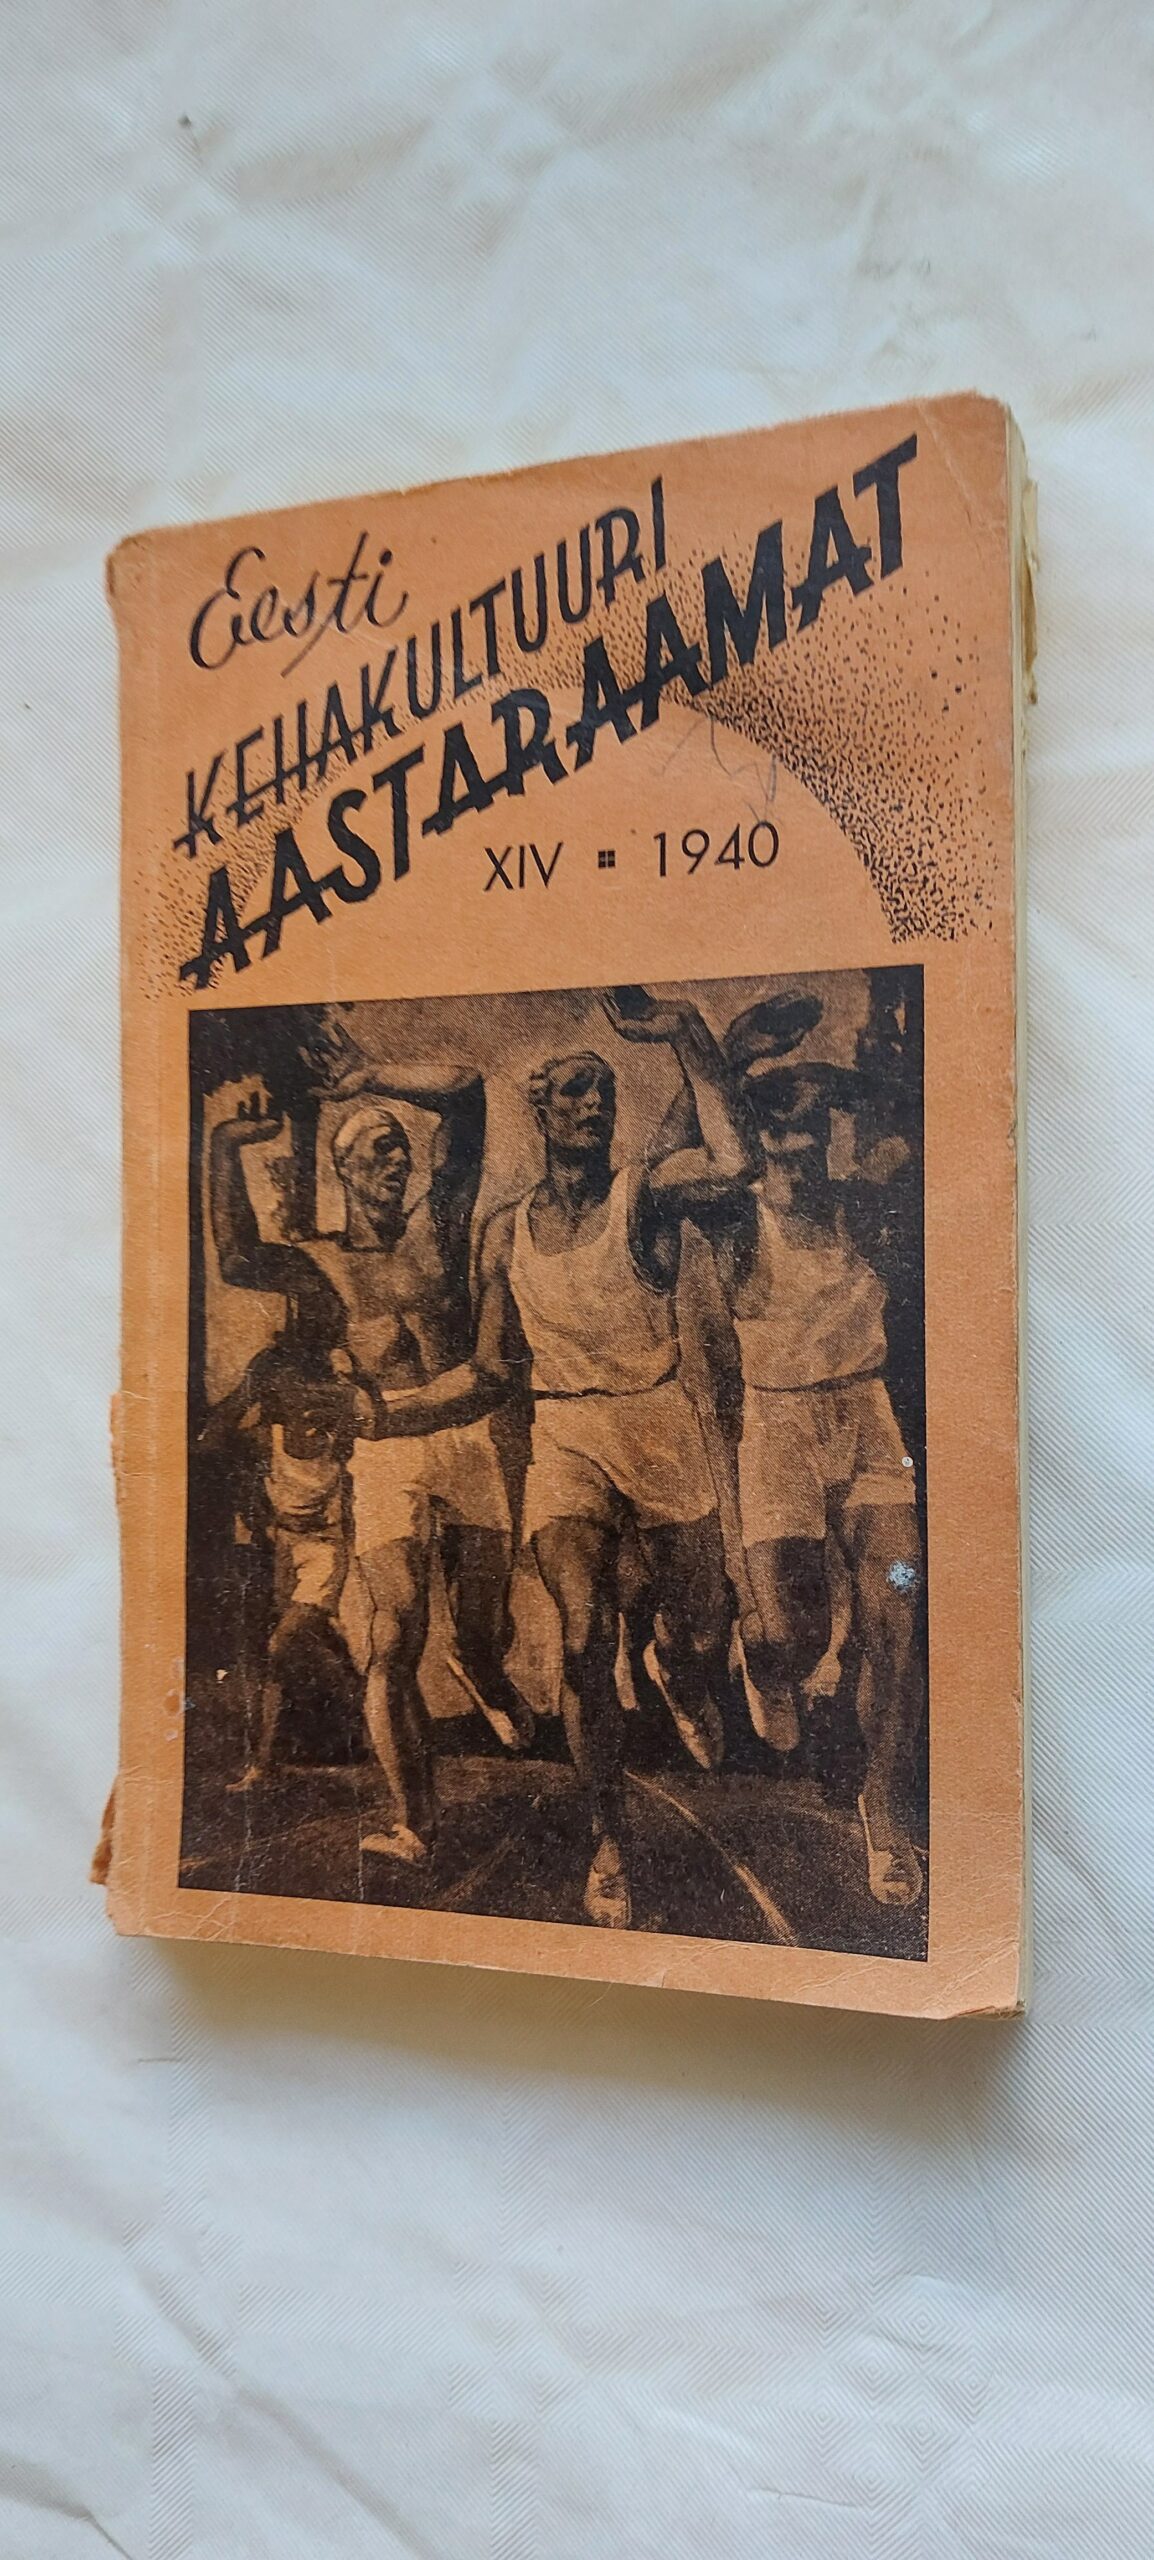 Eesti
KEHAKULTUURI
AASTARAAMAT
XIV 1940